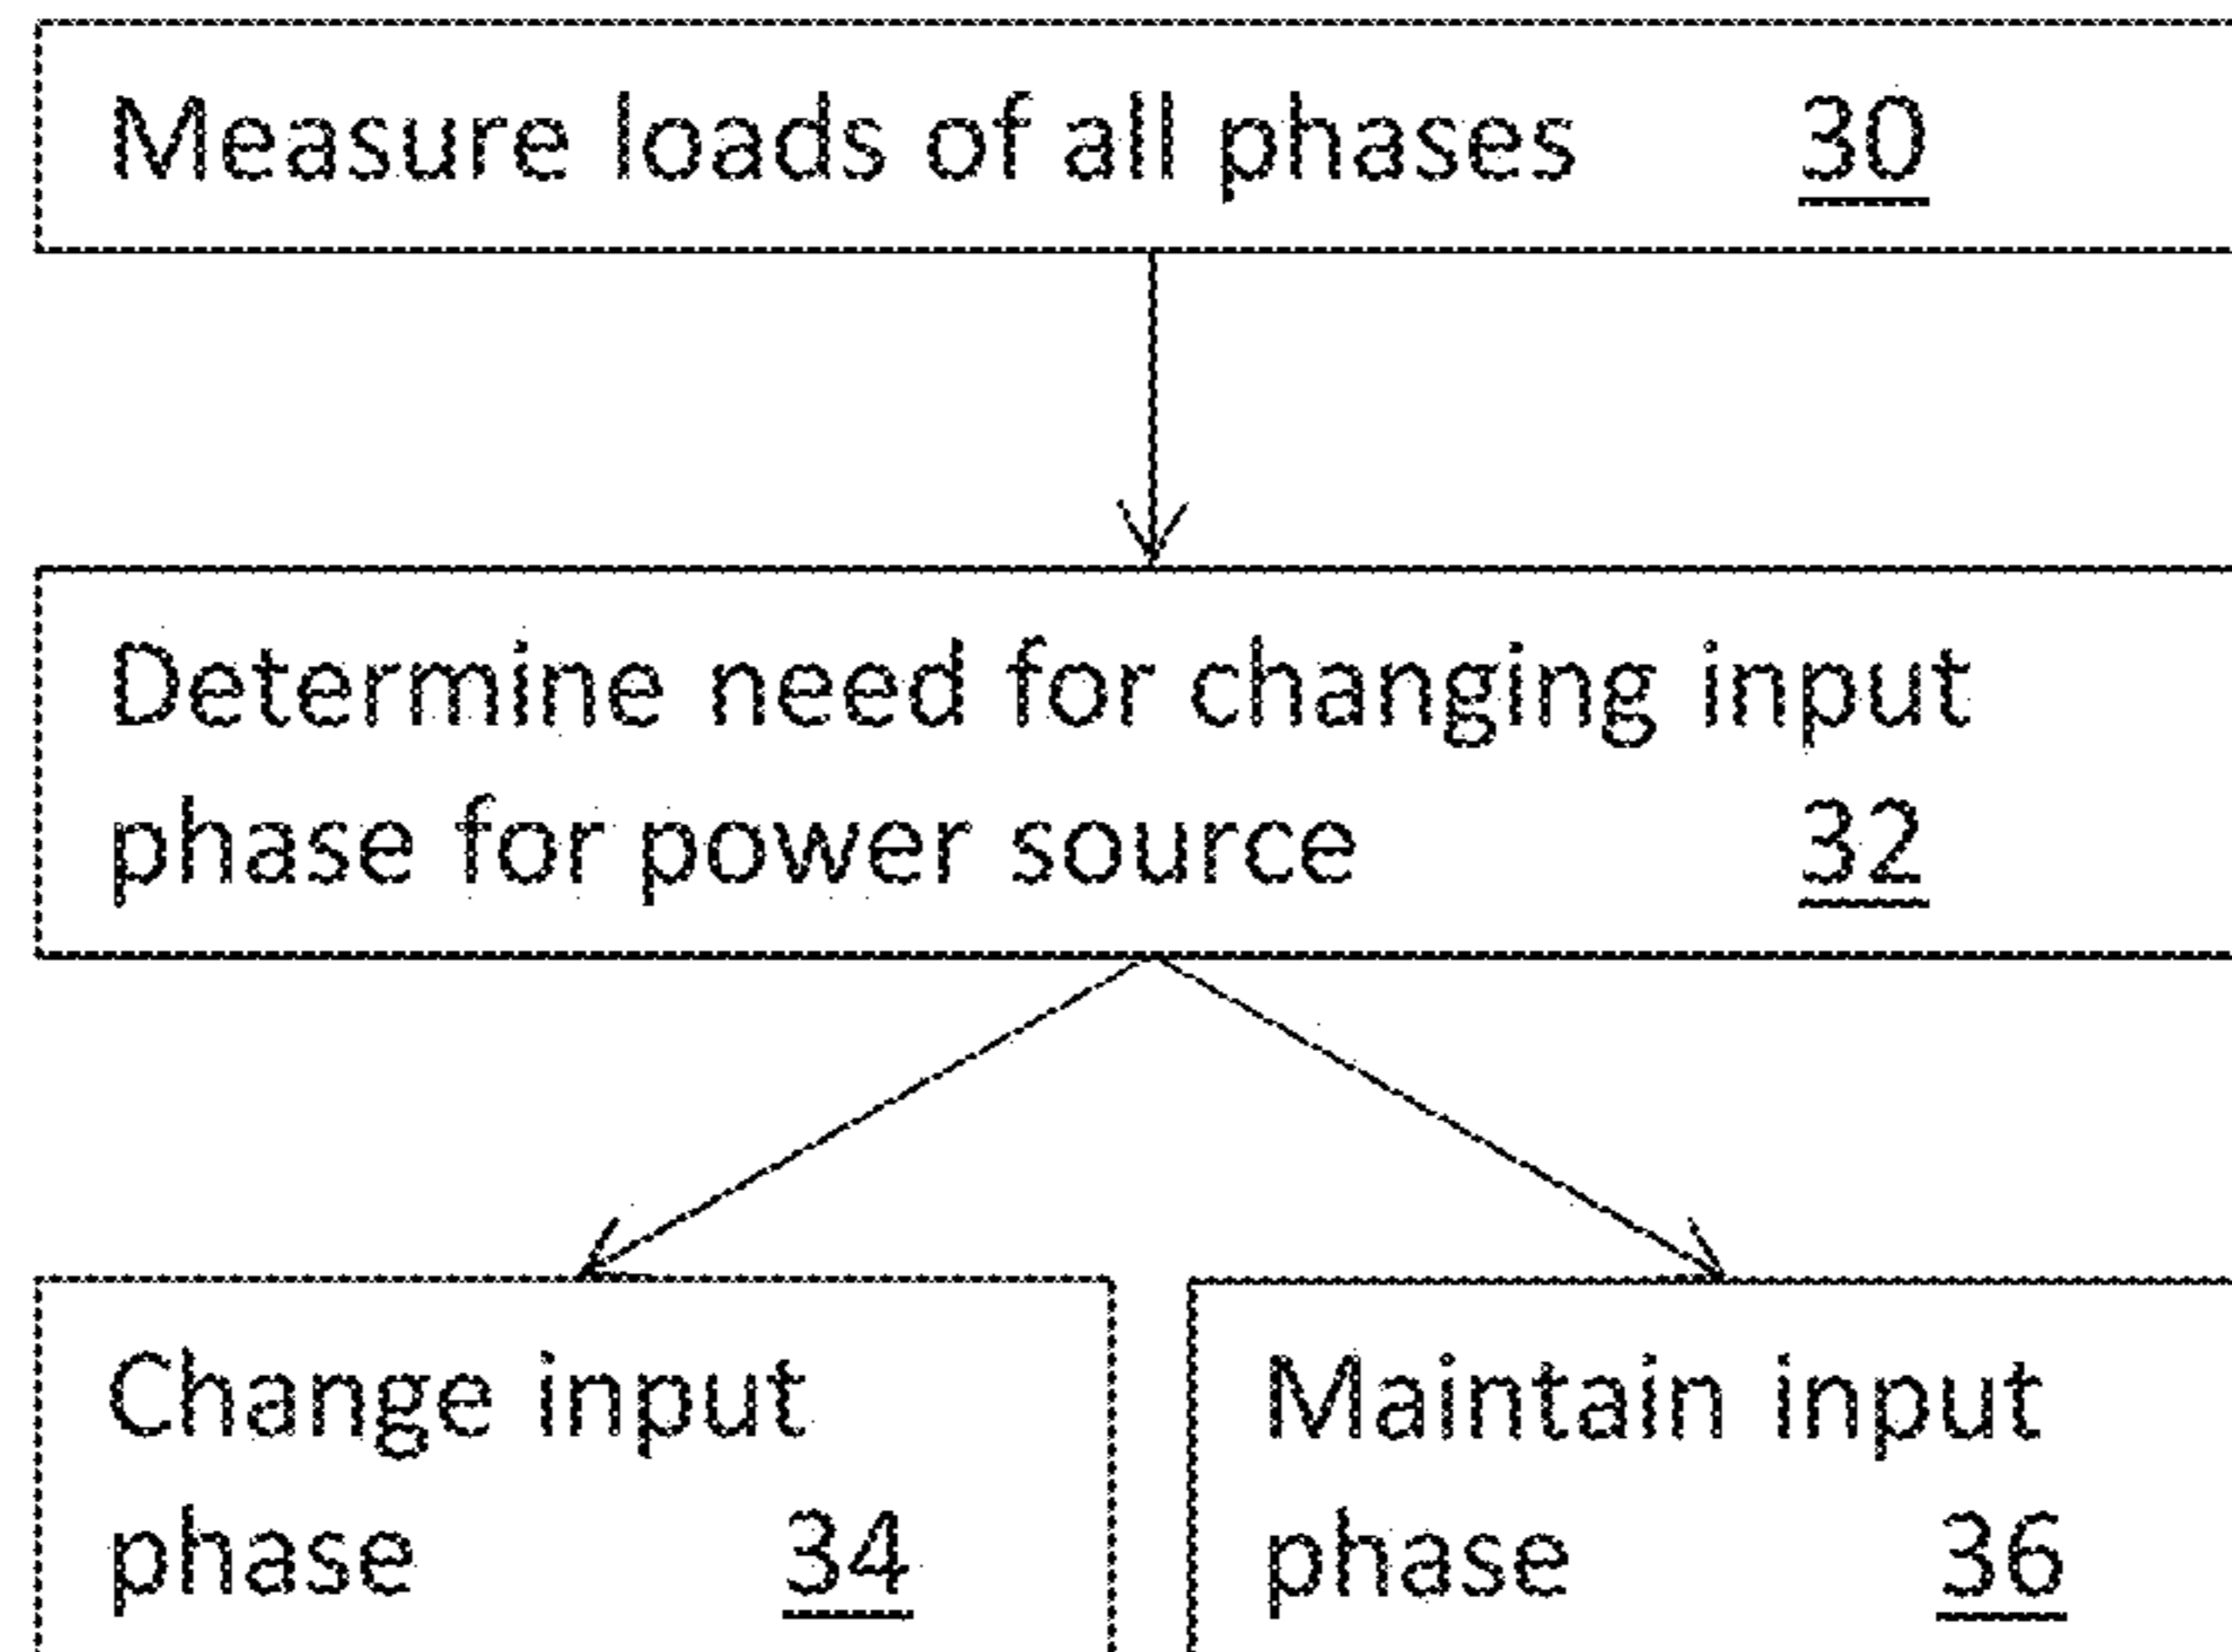 Measure loads of all phases 30
Determine need for changing input
phase for power source 32
Change input
phase 34
Maintain input
phase 36